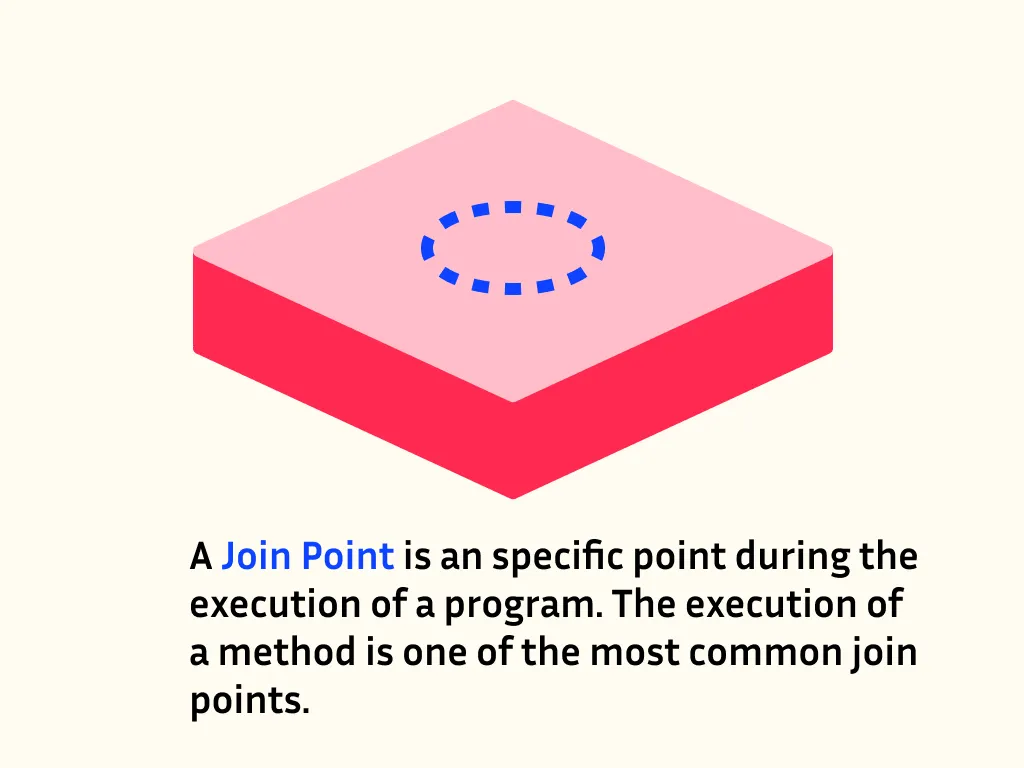 A Join Point is an specific point during the
execution of a program. The execution of
a method is one of the most common join
points.